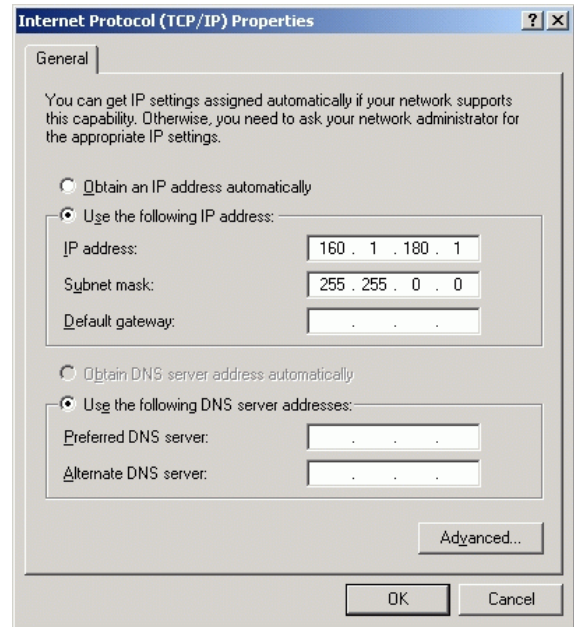 Internet Protocol (TCP/IP) Properties
General
You can get IP settings assigned automatically if your network supports
this capability. Otherwise, you need to ask your network administrator for
the appropriate IP settings.
Obtain an IP address automatically
Use the following IP address:
IP address: 160 . 1 . 180 . 1
Subnet mask: 255 . 255 . 0 . 0
Default gateway: . . .
Obtain DNS server address automatically
Use the following DNS server addresses:
Preferred DNS server: . . .
Alternate DNS server: . . .
Advanced...
OK Cancel